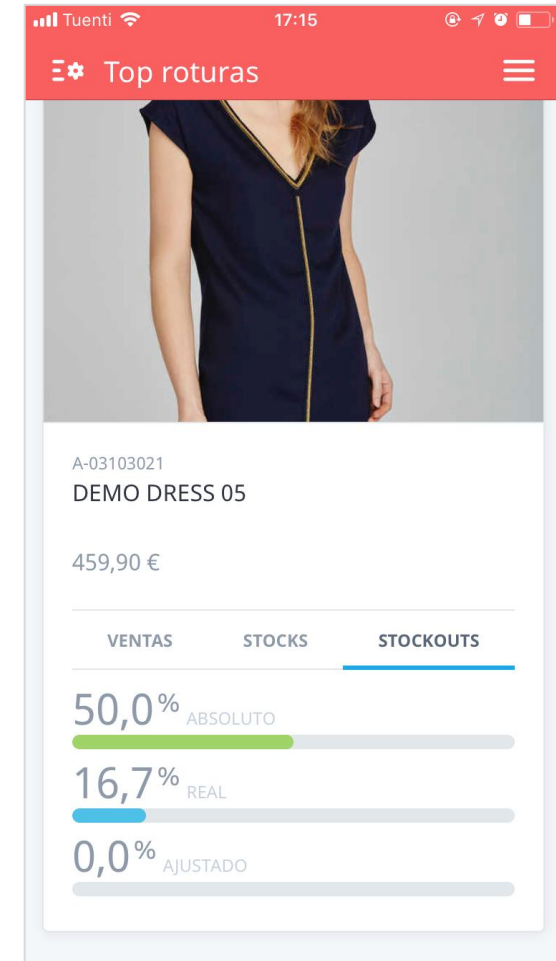 Tuenti 17:15
Top roturas
A-03103021
DEMO DRESS 05
459,90 €
VENTAS STOCKS STOCKOUTS
50,0% ABSOLUTO
16,7% REAL
0,0% AJUSTADO